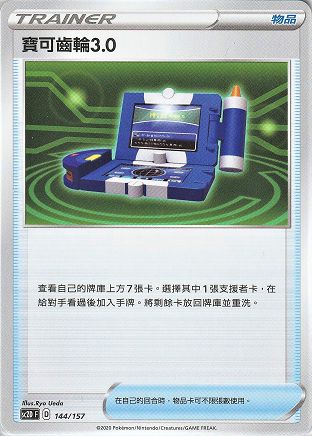 TRAINER 物品
寶可齒輪3.0
查看自己的牌庫上方7張卡。選擇其中1張支援者卡，在
給對手看過後加入手牌。將剩餘卡放回牌庫並重洗。
Illus.Ryo Ueda
SC2D F D 144/157
在自己的回合時，物品卡可不限張數使用。
©2020 Pokémon/Nintendo/Creatures/GAME FREAK.